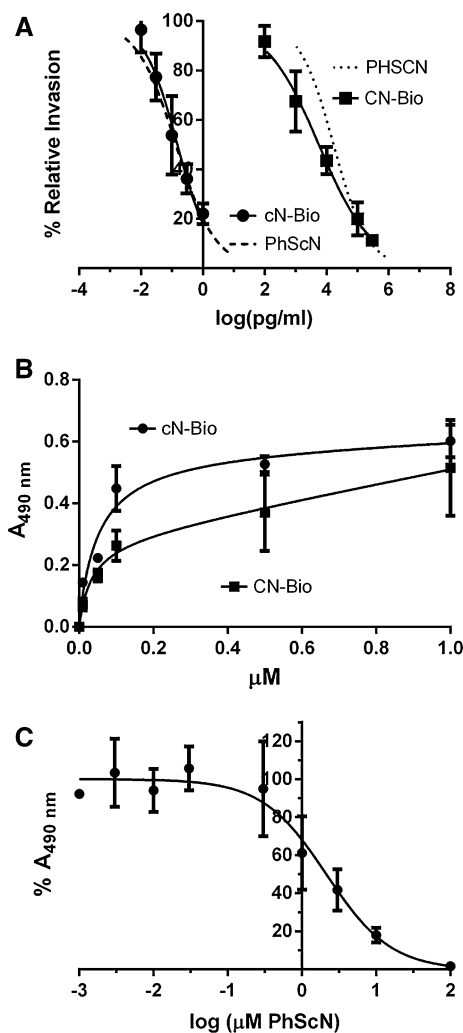 A
% Relative Invasion
100
80
60
40
20
PHSCN
CN-Bio
cN-Bio
PhScN
-4 -2 0 2 4 6 8
log(pg/ml)
B
A490 nm
0.8
0.6
0.4
0.2
0.0
cN-Bio
CN-Bio
0.0 0.2 0.4 0.6 0.8 1.0
μM
C
% A490 nm
120
100
80
60
40
20
-3 -2 -1 0 1 2
log (μM PhScN)